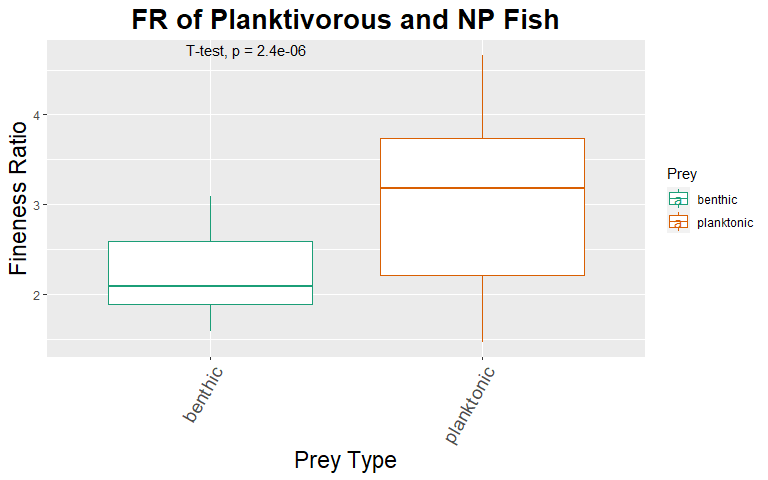 FR of Planktivorous and NP Fish
T-test, p = 2.4e-06
Fineness Ratio
4
3
2
benthic
planktonic
Prey Type
Prey
a benthic
a planktonic